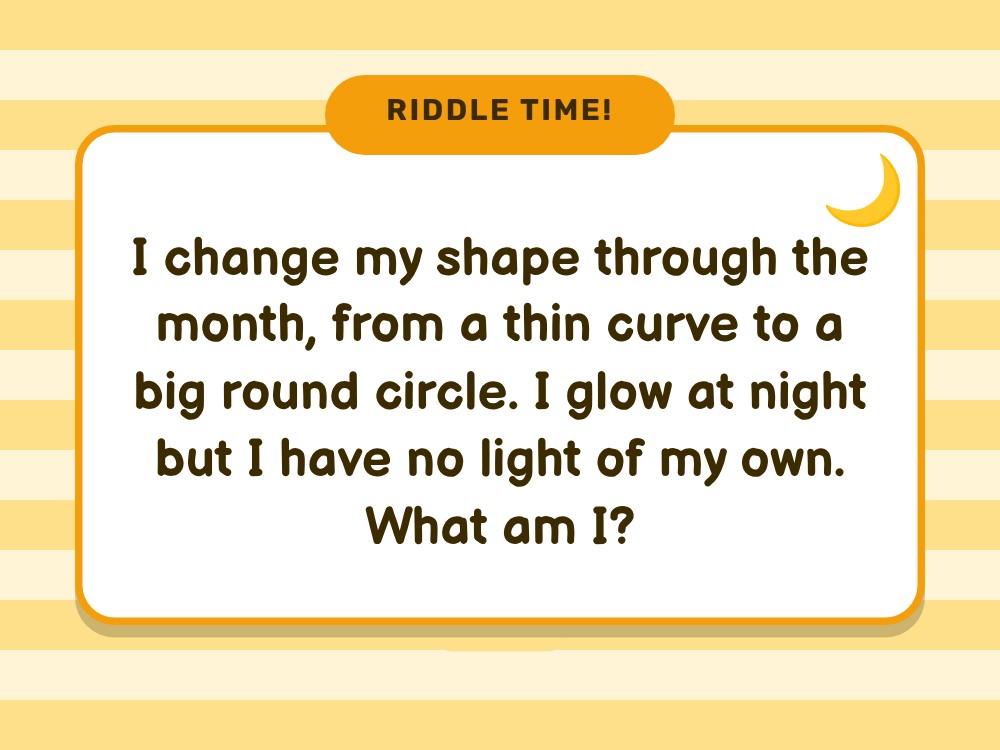 RIDDLE TIME!
I change my shape through the
month, from a thin curve to a
big round circle. I glow at night
but I have no light of my own.
What am I?